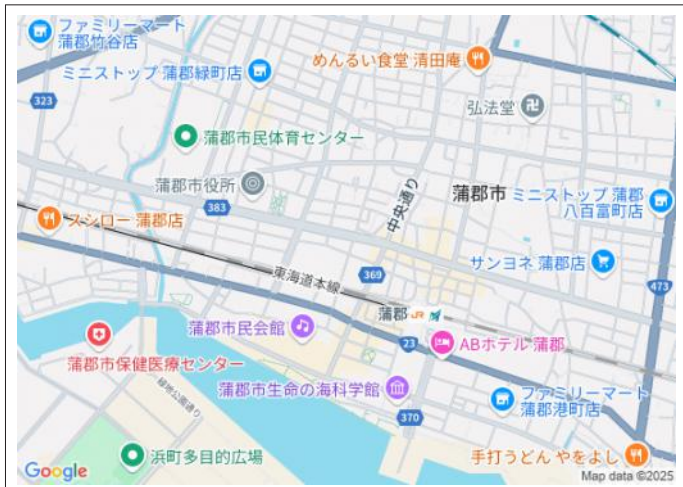 ファミリーマート
蒲郡竹谷店
めんるい食堂 清田庵
ミニストップ 蒲郡緑町店
323
弘法堂
蒲郡市民体育センター
蒲郡市役所
蒲郡市
ミニストップ 蒲郡
八百富町店
383
中央通り
スシロー 蒲郡店
サンヨネ 蒲郡店
東海道本線
369
473
蒲郡
JR
蒲郡市民会館
23
ABホテル 蒲郡
蒲郡市保健医療センター
緑地公園通り
蒲郡市生命の海科学館
ファミリーマート
蒲郡港町店
370
浜町多目的広場
手打うどん やをよし
Google
Map data ©2025